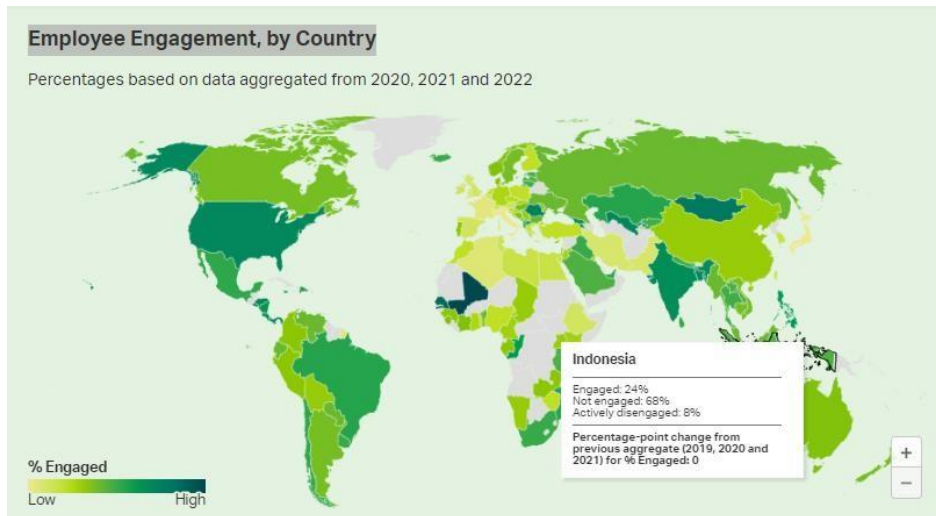 Employee Engagement, by Country
Percentages based on data aggregated from 2020, 2021 and 2022
Indonesia
Engaged: 24%
Not engaged: 68%
Actively disengaged: 8%
Percentage-point change from
previous aggregate (2019, 2020 and
2021) for % Engaged: 0
% Engaged
Low High
+
−